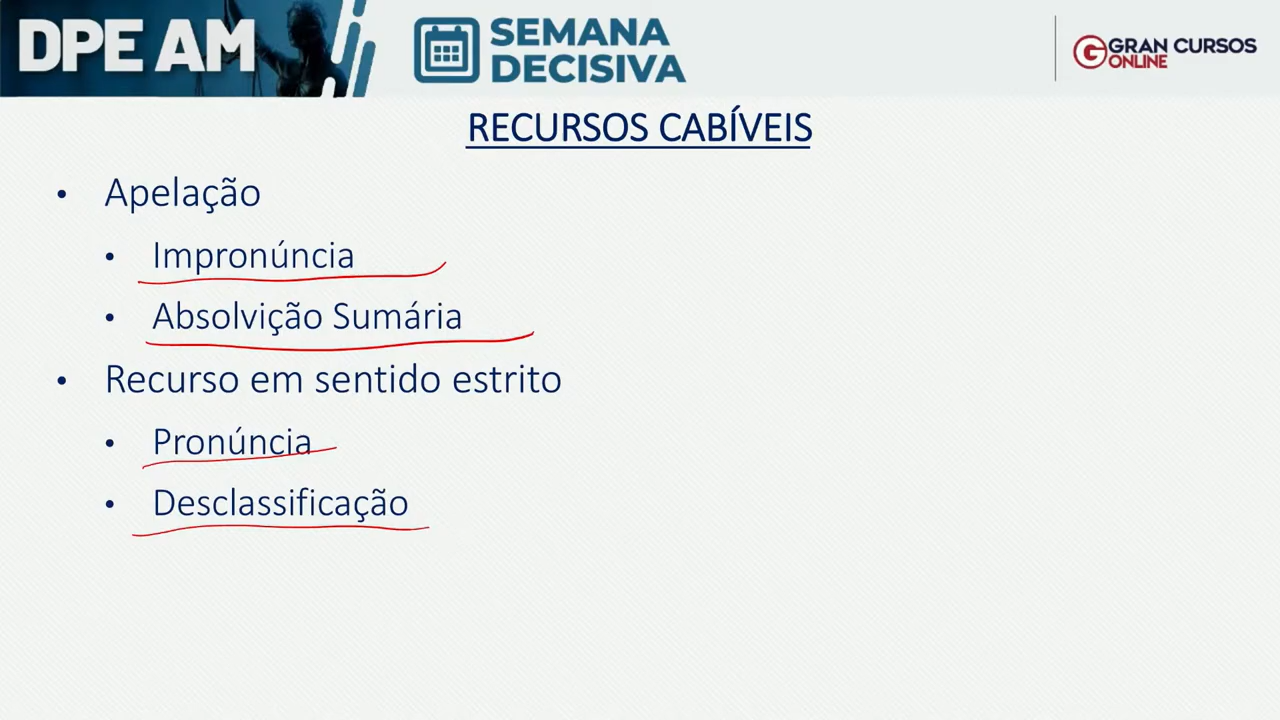 DPE AM
SEMANA
DECISIVA
GRAN CURSOS
ONLINE
RECURSOS CABÍVEIS
• Apelação
• Impronúncia
• Absolvição Sumária
• Recurso em sentido estrito
• Pronúncia
• Desclassificação